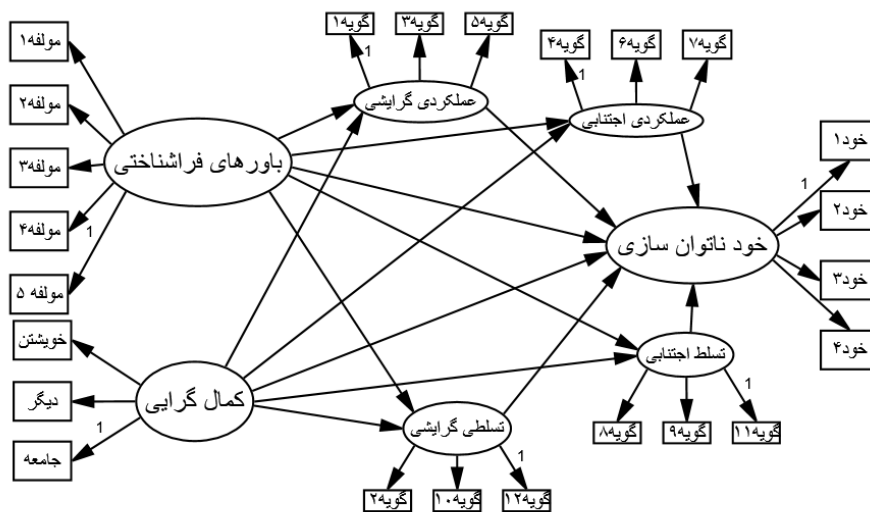 گویه۱
گویه۳
گویه۵
گویه۴
گویه۶
گویه۷
1
1
مولفه۱
مولفه۲
مولفه۳
مولفه۴
مولفه ۵
1
عملکردی گرایشی
عملکردی اجتنابی
باورهای فراشناختی
خود ناتوان سازی
1
خود۱
خود۲
خود۳
خود۴
خویشتن
دیگر
جامعه
1
کمال گرایی
تسلط اجتنابی
تسلطی گرایشی
گویه۸
گویه۹
گویه۱۱
1
گویه۲
گویه۱۰
گویه۱۲
1